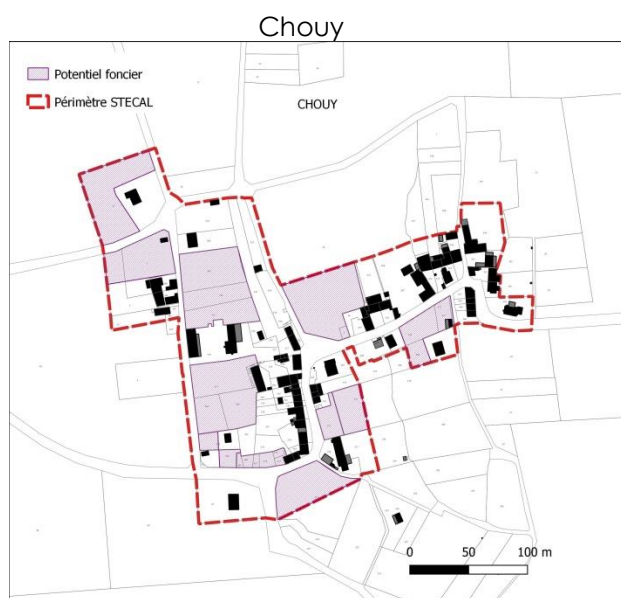 Chouy
Potentiel foncier
CHOUY
Périmètre STECAL
0 50 100 m